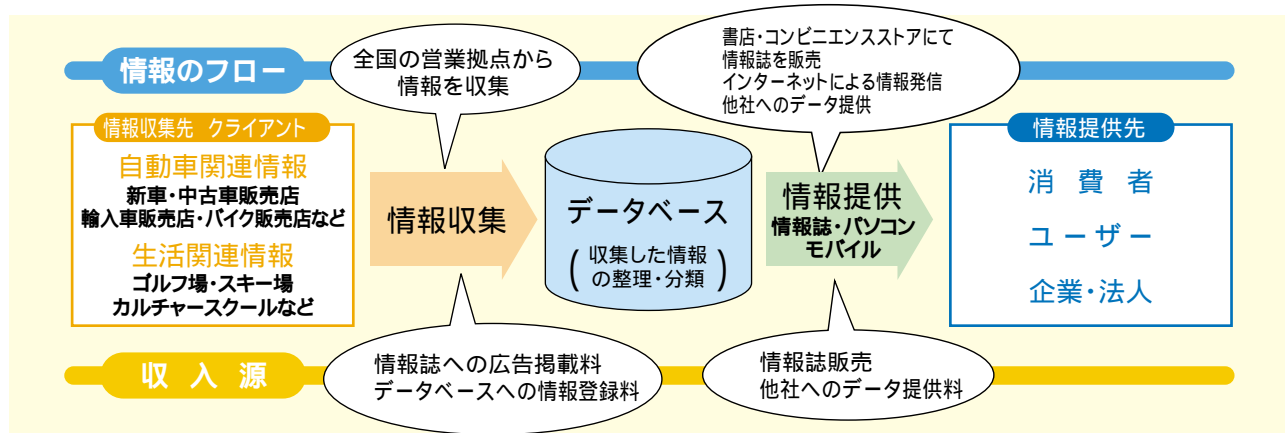 情報のフロー
全国の営業拠点から
情報を収集
書店・コンビニエンスストアにて
情報誌を販売
インターネットによる情報発信
他社へのデータ提供
情報収集先 クライアント
自動車関連情報
新車・中古車販売店
輸入車販売店・バイク販売店など
生活関連情報
ゴルフ場・スキー場
カルチャースクールなど
情報収集
データベース
(収集した情報
の整理・分類)
情報提供
情報誌・パソコン
モバイル
情報提供先
消費者
ユーザー
企業・法人
収入源
情報誌への広告掲載料
データベースへの情報登録料
情報誌販売
他社へのデータ提供料